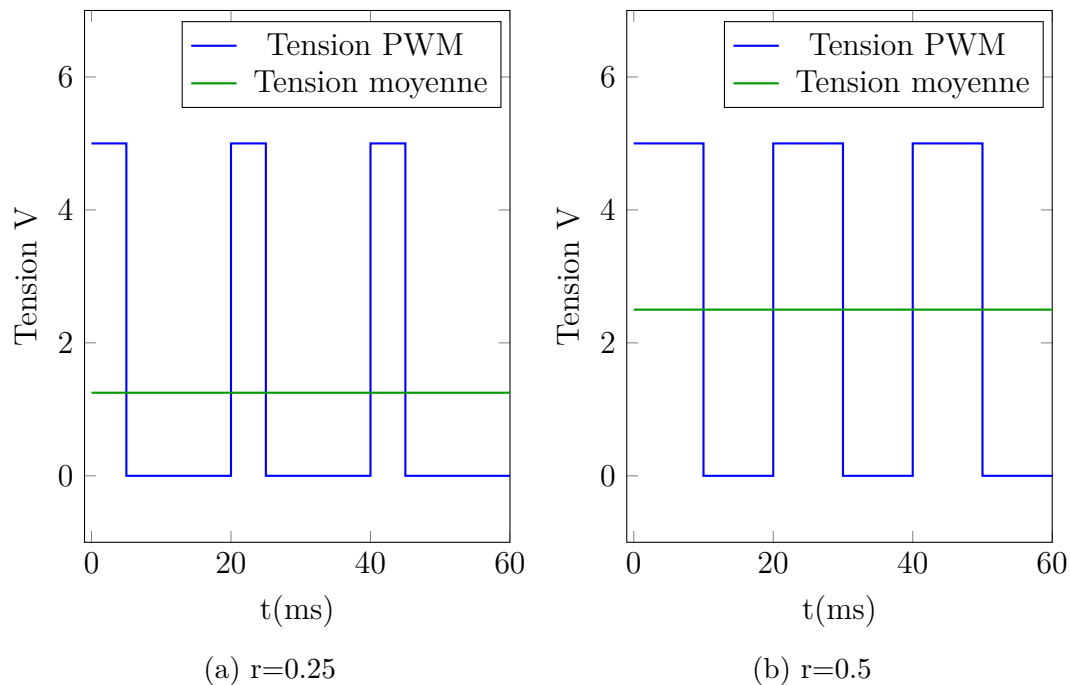 Tension PWM
Tension moyenne
6
4
2
0
Tension V
0 20 40 60
t(ms)
(a) r=0.25
Tension PWM
Tension moyenne
6
4
2
0
Tension V
0 20 40 60
t(ms)
(b) r=0.5